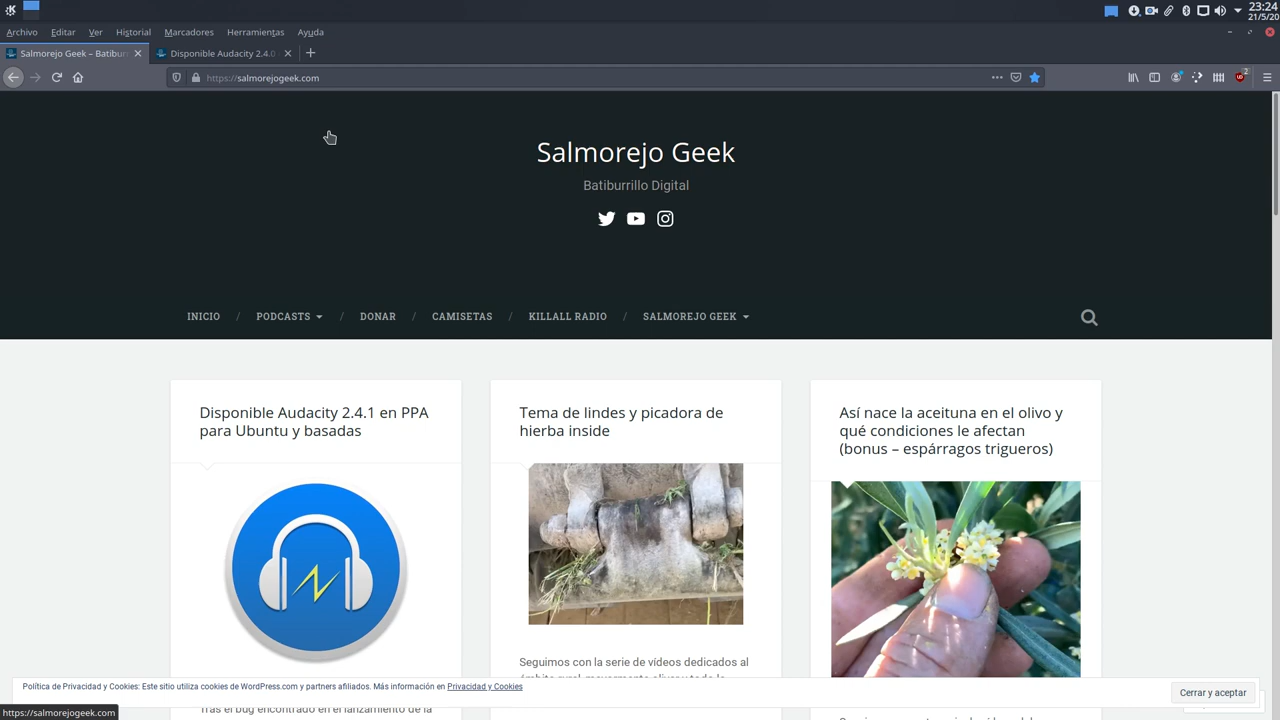 23:24
21/5/20
Archivo Editar Ver Historial Marcadores Herramientas Ayuda
Salmorejo Geek – Batiburr
Disponible Audacity 2.4.0
https://salmorejogeek.com
2
Salmorejo Geek
Batiburrillo Digital
INICIO / PODCASTS / DONAR / CAMISETAS / KILLALL RADIO / SALMOREJO GEEK
Disponible Audacity 2.4.1 en PPA
para Ubuntu y basadas
Tras el bug encontrado en el lanzamiento de la
Tema de lindes y picadora de
hierba inside
Seguimos con la serie de vídeos dedicados al
Así nace la aceituna en el olivo y
qué condiciones le afectan
(bonus – espárragos trigueros)
Política de Privacidad y Cookies: Este sitio utiliza cookies de WordPress.com y partners afiliados. Más información en Privacidad y Cookies
Cerrar y aceptar
https://salmorejogeek.com